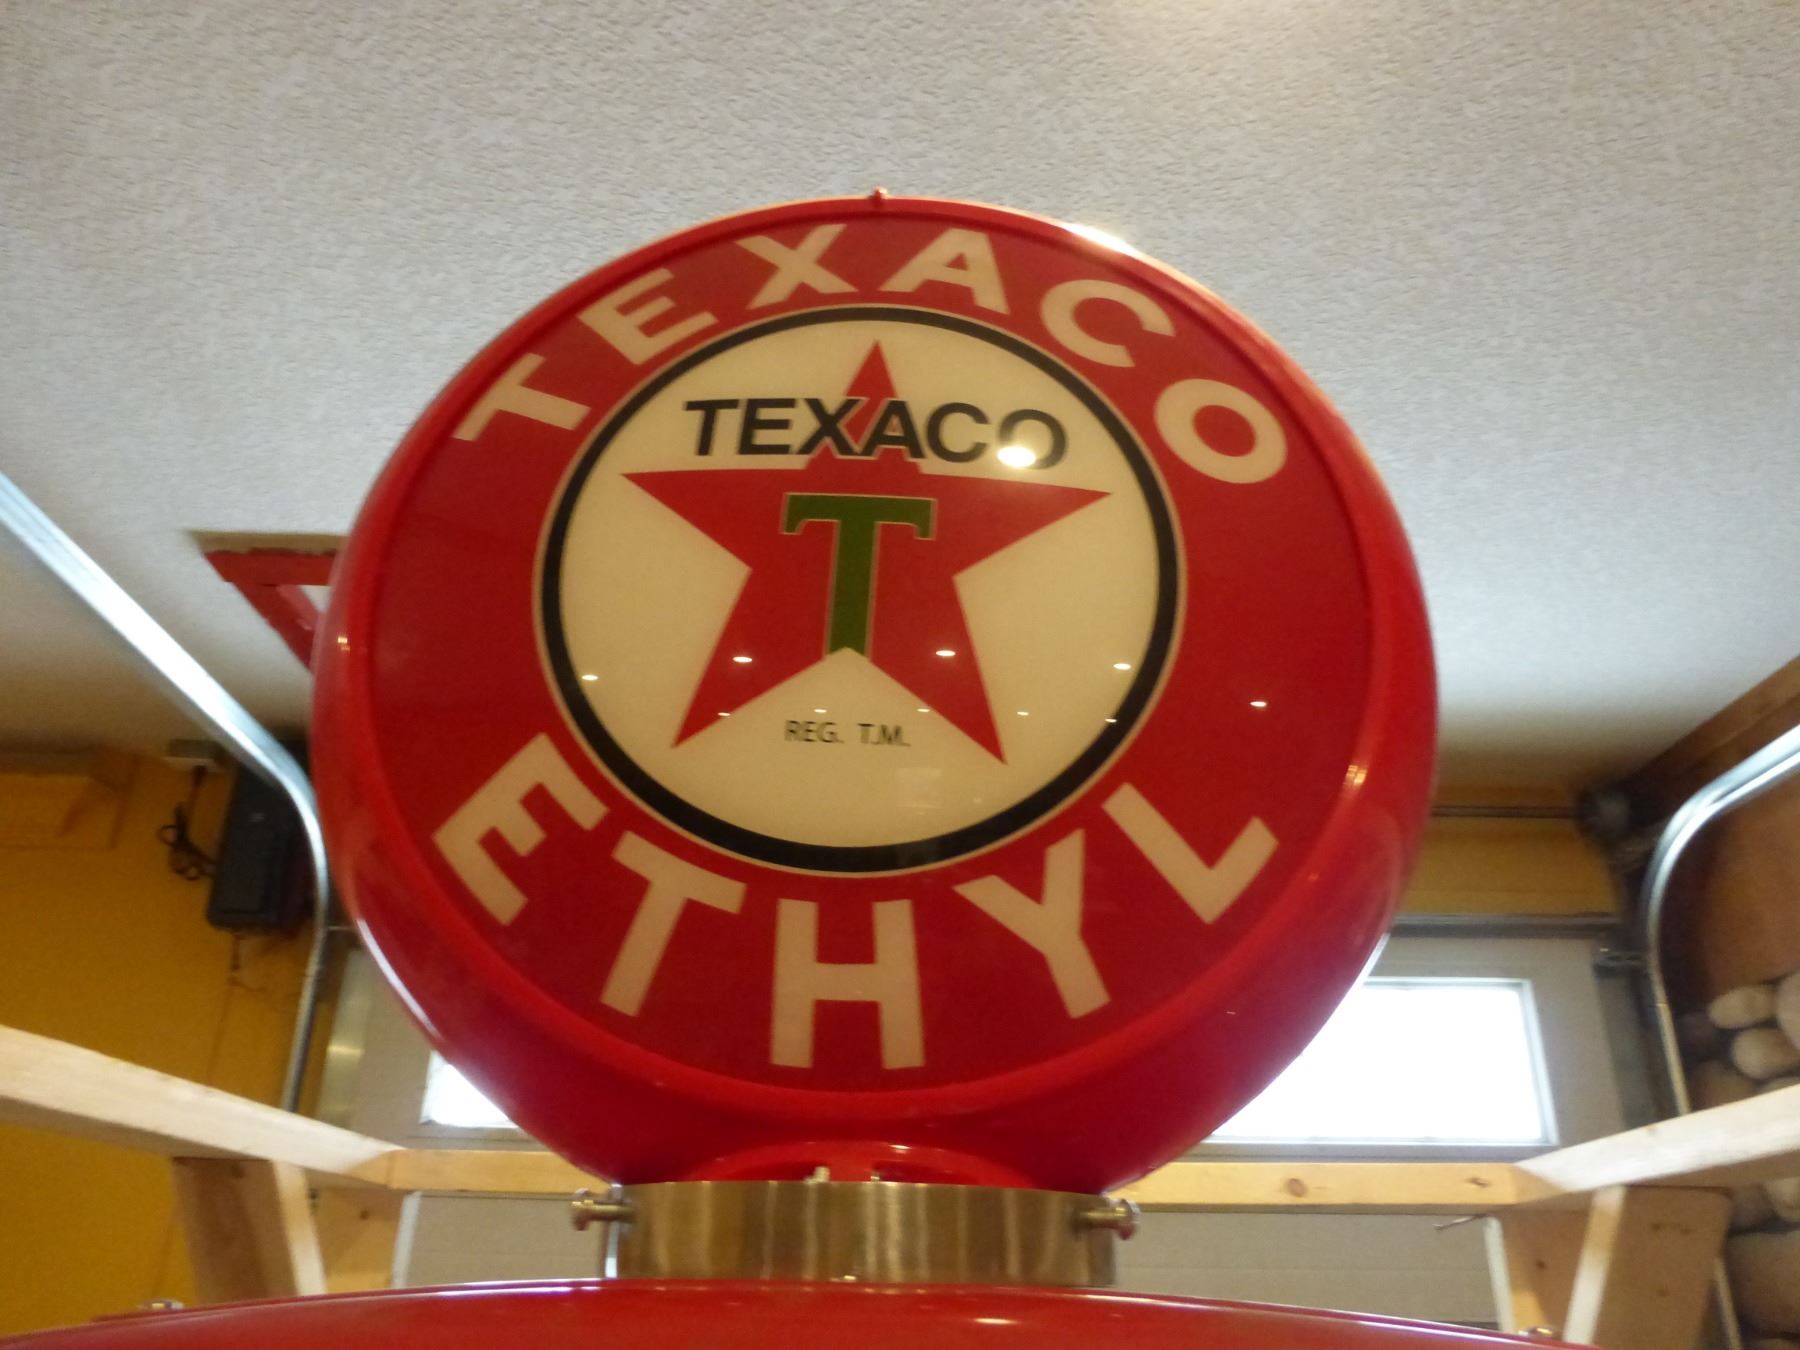 TEXACO
TEXACO
T
REG. T.M.
ETHYL